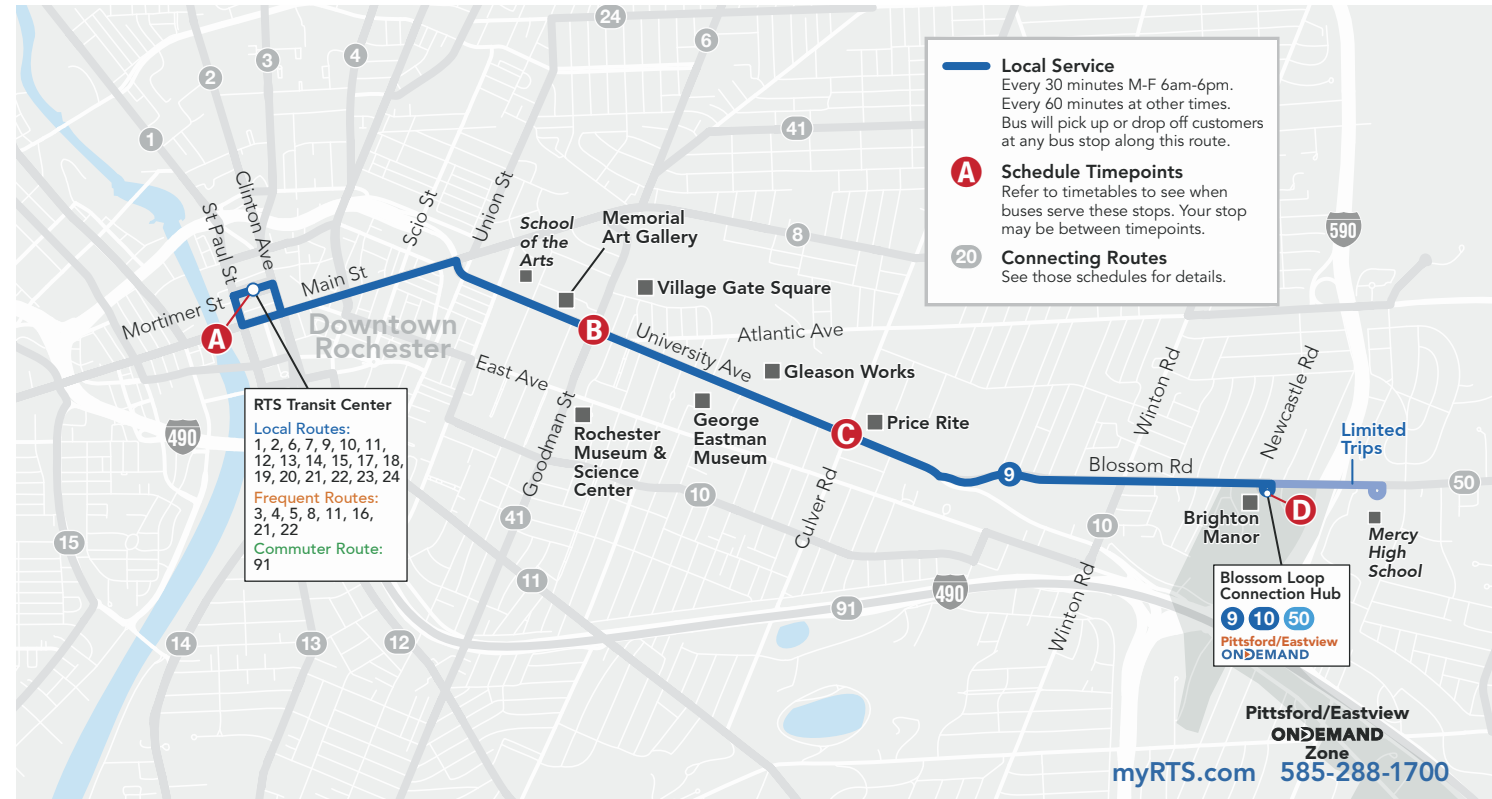 24
6
4
3
2
1
41
8
Local Service
Every 30 minutes M-F 6am-6pm.
Every 60 minutes at other times.
Bus will pick up or drop off customers
at any bus stop along this route.
A
Schedule Timepoints
Refer to timetables to see when
buses serve these stops. Your stop
may be between timepoints.
20
Connecting Routes
See those schedules for details.
590
Clinton Ave
St Paul St
Scio St
Union St
School
of the
Arts
Memorial
Art Gallery
Village Gate Square
Main St
Mortimer St
A
Downtown
Rochester
B
University Ave
Atlantic Ave
East Ave
Goodman St
Gleason Works
George
Eastman
Museum
Rochester
Museum &
Science
Center
C
Price Rite
Culver Rd
Winton Rd
Newcastle Rd
Limited
Trips
9
Blossom Rd
50
D
Brighton
Manor
Mercy
High
School
490
RTS Transit Center
Local Routes:
1, 2, 6, 7, 9, 10, 11,
12, 13, 14, 15, 17, 18,
19, 20, 21, 22, 23, 24
Frequent Routes:
3, 4, 5, 8, 11, 16,
21, 22
Commuter Route:
91
10
41
10
15
11
91
490
Winton Rd
14
13
12
Blossom Loop
Connection Hub
9 10 50
Pittsford/Eastview
ONDEMAND
Pittsford/Eastview
ONDEMAND
Zone
myRTS.com 585-288-1700